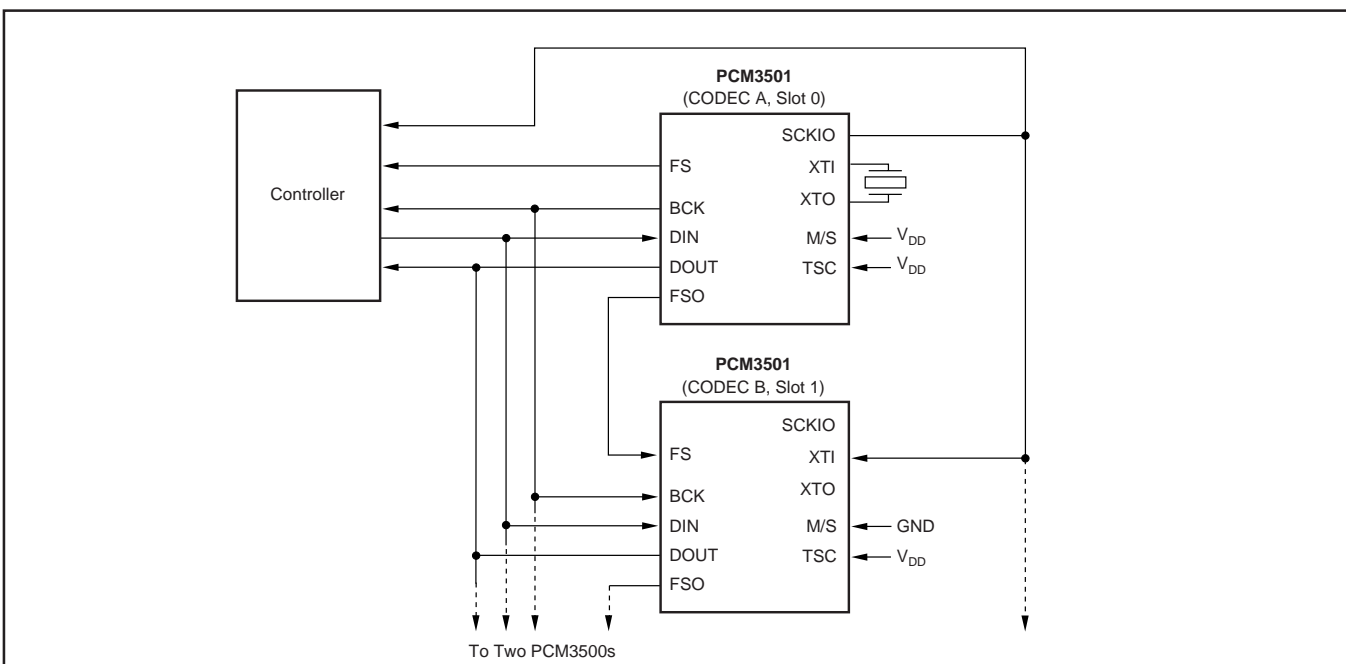 PCM3501
(CODEC A, Slot 0)
Controller
SCKIO
FS
XTI
XTO
BCK
DIN
M/S
V_DD
DOUT
TSC
V_DD
FSO
PCM3501
(CODEC B, Slot 1)
SCKIO
FS
XTI
XTO
BCK
DIN
M/S
GND
DOUT
TSC
V_DD
FSO
To Two PCM3500s